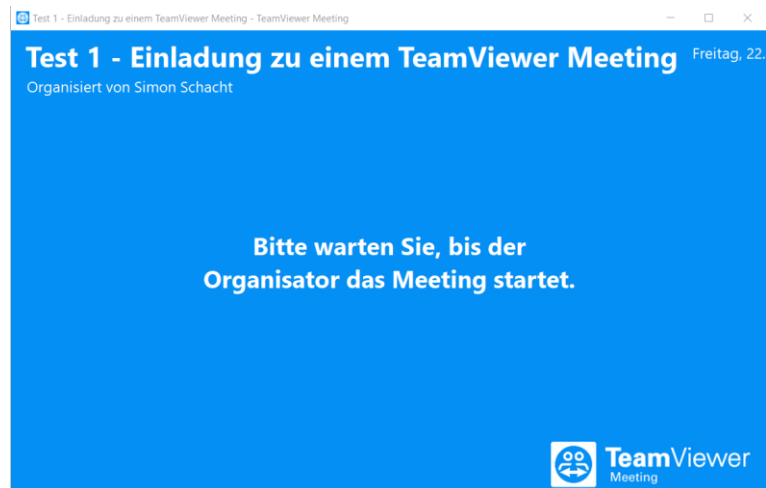 Test 1 - Einladung zu einem TeamViewer Meeting - TeamViewer Meeting
Test 1 - Einladung zu einem TeamViewer Meeting
Freitag, 22.
Organisiert von Simon Schacht
Bitte warten Sie, bis der
Organisator das Meeting startet.
TeamViewer
Meeting